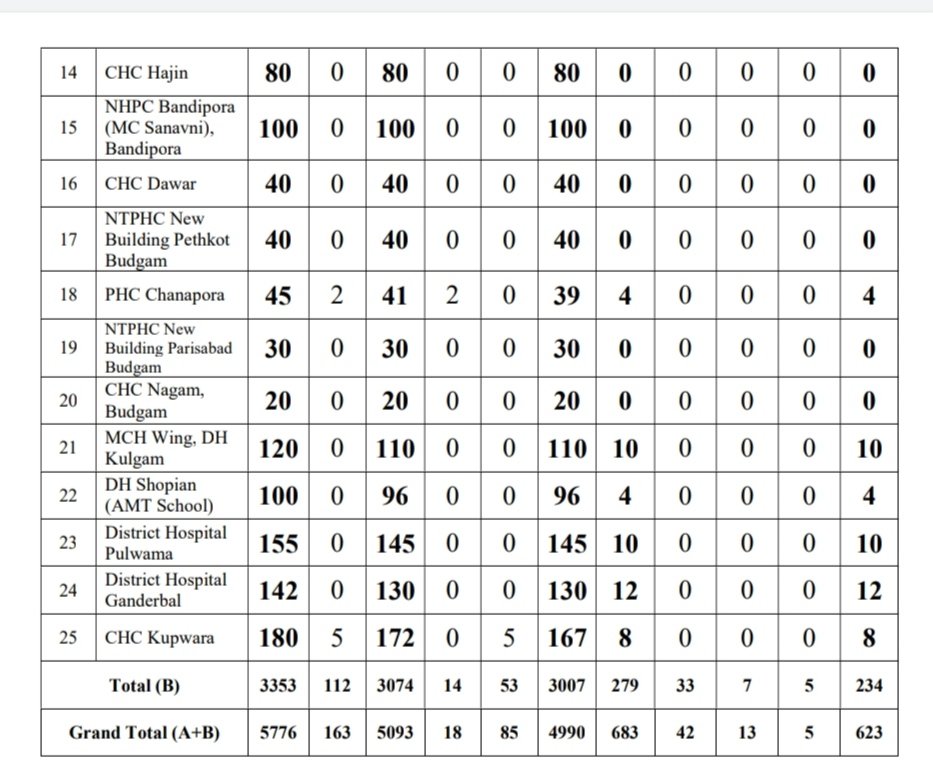 14 CHC Hajin 80 0 80 0 0 80 0 0 0 0 0
15 NHPC Bandipora (MC Sanavni), Bandipora 100 0 100 0 0 100 0 0 0 0 0
16 CHC Dawar 40 0 40 0 0 40 0 0 0 0 0
17 NTPHC New Building Pethkot Budgam 40 0 40 0 0 40 0 0 0 0 0
18 PHC Chanapora 45 2 41 2 0 39 4 0 0 0 4
19 NTPHC New Building Parisabad Budgam 30 0 30 0 0 30 0 0 0 0 0
20 CHC Nagam, Budgam 20 0 20 0 0 20 0 0 0 0 0
21 MCH Wing, DH Kulgam 120 0 110 0 0 110 10 0 0 0 10
22 DH Shopian (AMT School) 100 0 96 0 0 96 4 0 0 0 4
23 District Hospital Pulwama 155 0 145 0 0 145 10 0 0 0 10
24 District Hospital Ganderbal 142 0 130 0 0 130 12 0 0 0 12
25 CHC Kupwara 180 5 172 0 5 167 8 0 0 0 8
Total (B) 3353 112 3074 14 53 3007 279 33 7 5 234
Grand Total (A+B) 5776 163 5093 18 85 4990 683 42 13 5 623